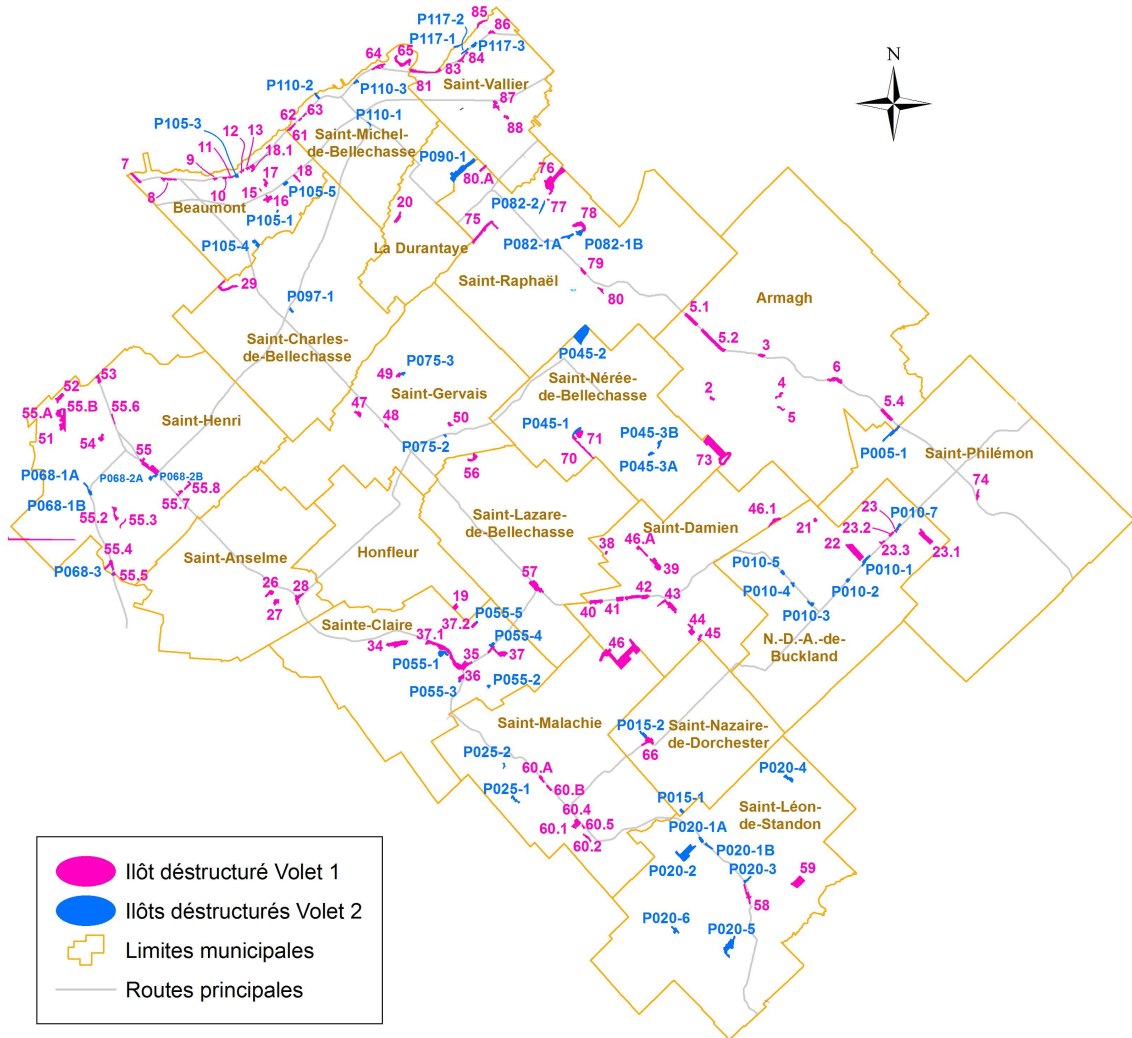 85
P117-2
86
P117-1
P117-3
84
64
65
83
81
Saint-Vallier
N
P110-2
P110-3
87
88
P105-3
62
63
61
P110-1
Saint-Michel-
de-Bellechasse
12
13
11
9
18.1
7
8
10
17
18
15
16
P105-5
P105-1
Beaumont
P105-4
P090-1
80.A
76
P082-2
77
20
75
78
La Durantaye
P082-1A
P082-1B
Saint-Raphaël
79
80
29
P097-1
Armagh
5.1
5.2
3
Saint-Charles-
de-Bellechasse
P045-2
P075-3
49
Saint-Gervais
Saint-Nérée-
de-Bellechasse
2
4
5
6
5.4
53
52
55.A
55.B
55.6
51
54
Saint-Henri
47
48
50
P075-2
P045-1
71
70
P045-3B
P045-3A
73
P005-1
Saint-Philémon
74
55
P068-1A
P068-2A
P068-2B
P068-1B
55.8
55.7
55.2
55.3
56
Saint-Lazare-
de-Bellechasse
Saint-Damien
46.1
21
23
P010-7
23.2
22
23.3
23.1
55.4
P068-3
55.5
Saint-Anselme
Honfleur
38
46.A
39
P010-5
P010-1
P010-4
P010-2
P010-3
N.-D.-A.-de-
Buckland
26
28
27
57
40
41
42
43
44
45
19
P055-5
37.2
Sainte-Claire
37.1
P055-4
34
35
37
P055-1
36
P055-3
P055-2
46
Saint-Malachie
P015-2
66
Saint-Nazaire-
de-Dorchester
P025-2
P025-1
60.A
60.B
60.4
60.1
60.5
60.2
P020-4
P015-1
Saint-Léon-
de-Standon
P020-1A
P020-1B
P020-2
P020-3
59
58
P020-6
P020-5
Ilôt déstructuré Volet 1
Ilôts déstructurés Volet 2
Limites municipales
Routes principales